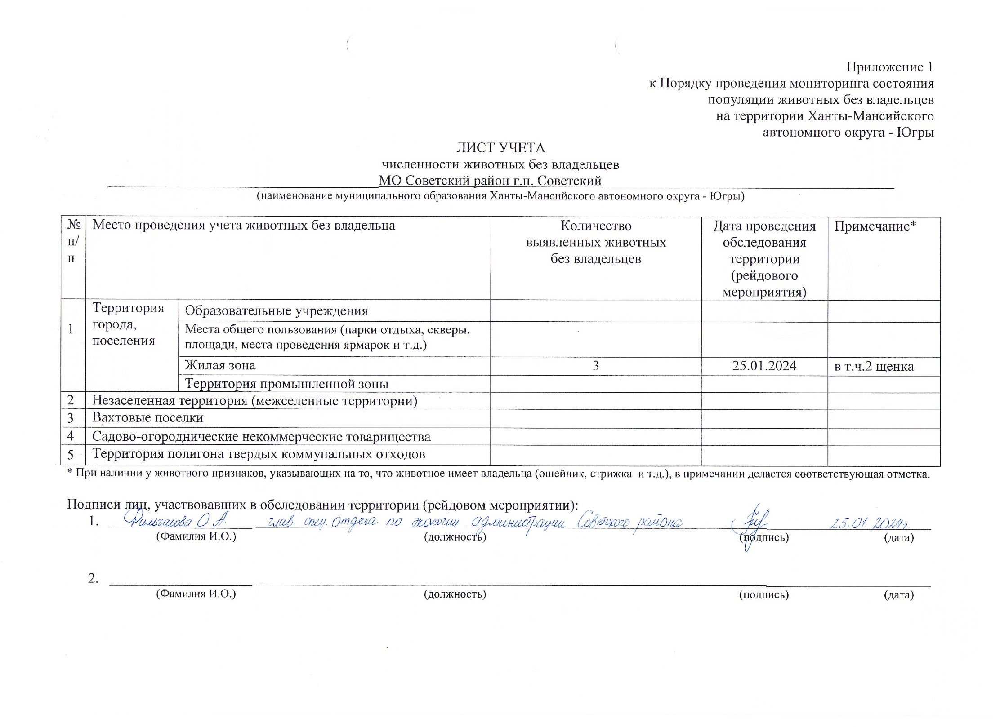 Приложение 1
к Порядку проведения мониторинга состояния
популяции животных без владельцев
на территории Ханты-Мансийского
автономного округа - Югры
ЛИСТ УЧЕТА
численности животных без владельцев
МО Советский район г.п. Советский
(наименование муниципального образования Ханты-Мансийского автономного округа - Югры)
№ п/п Место проведения учета животных без владельца Количество выявленных животных без владельцев Дата проведения обследования территории (рейдового мероприятия) Примечание*
1 Территория города, поселения Образовательные учреждения
Места общего пользования (парки отдыха, скверы,
площади, места проведения ярмарок и т.д.)
Жилая зона 3 25.01.2024 в т.ч.2 щенка
Территория промышленной зоны
2 Незаселенная территория (межселенные территории)
3 Вахтовые поселки
4 Садово-огороднические некоммерческие товарищества
5 Территория полигона твердых коммунальных отходов
* При наличии у животного признаков, указывающих на то, что животное имеет владельца (ошейник, стрижка и т.д.), в примечании делается соответствующая отметка.
Подписи лиц, участвовавших в обследовании территории (рейдовом мероприятии):
1. О А. глав спец. отдела по экологии администрации Советского района 25.01.2024г.
(Фамилия И.О.) (должность) (подпись) (дата)
2.
(Фамилия И.О.) (должность) (подпись) (дата)